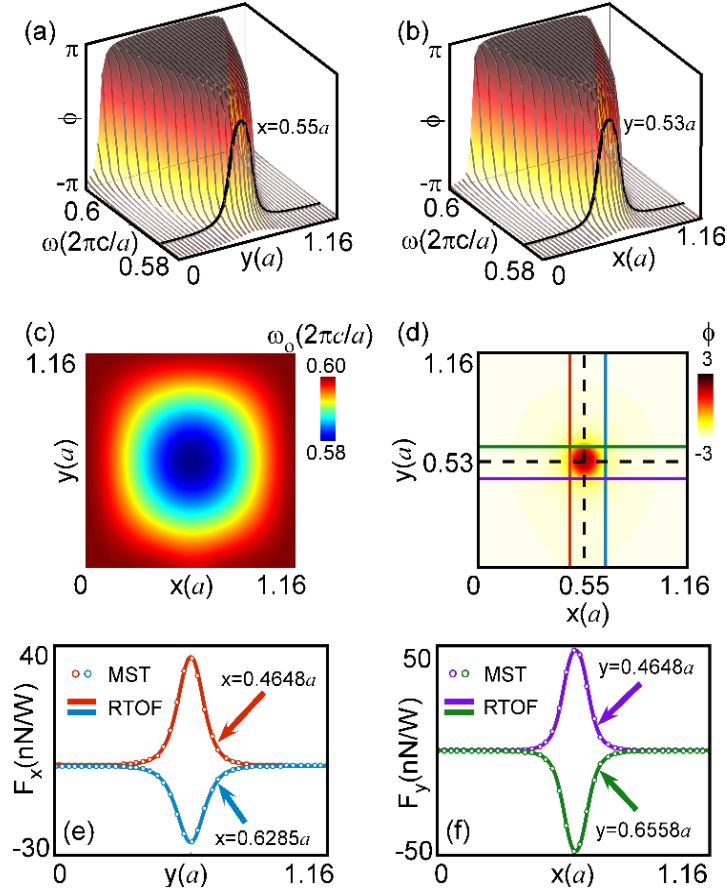 (a)
π
ϕ
-π
0.6
ω(2πc/a)
0.58
0
y(a)
1.16
x=0.55a
(b)
π
ϕ
-π
0.6
ω(2πc/a)
0.58
0
x(a)
1.16
y=0.53a
(c)
ω₀(2πc/a)
1.16
0.60
0.58
y(a)
0
x(a)
1.16
(d)
ϕ
1.16
3
-3
y(a)
0.53
0
0.55
1.16
x(a)
40
MST
RTOF
x=0.4648a
Fx(nN/W)
x=0.6285a
-30
(e)
0
y(a)
1.16
50
MST
RTOF
y=0.4648a
Fy(nN/W)
y=0.6558a
-50
(f)
0
x(a)
1.16